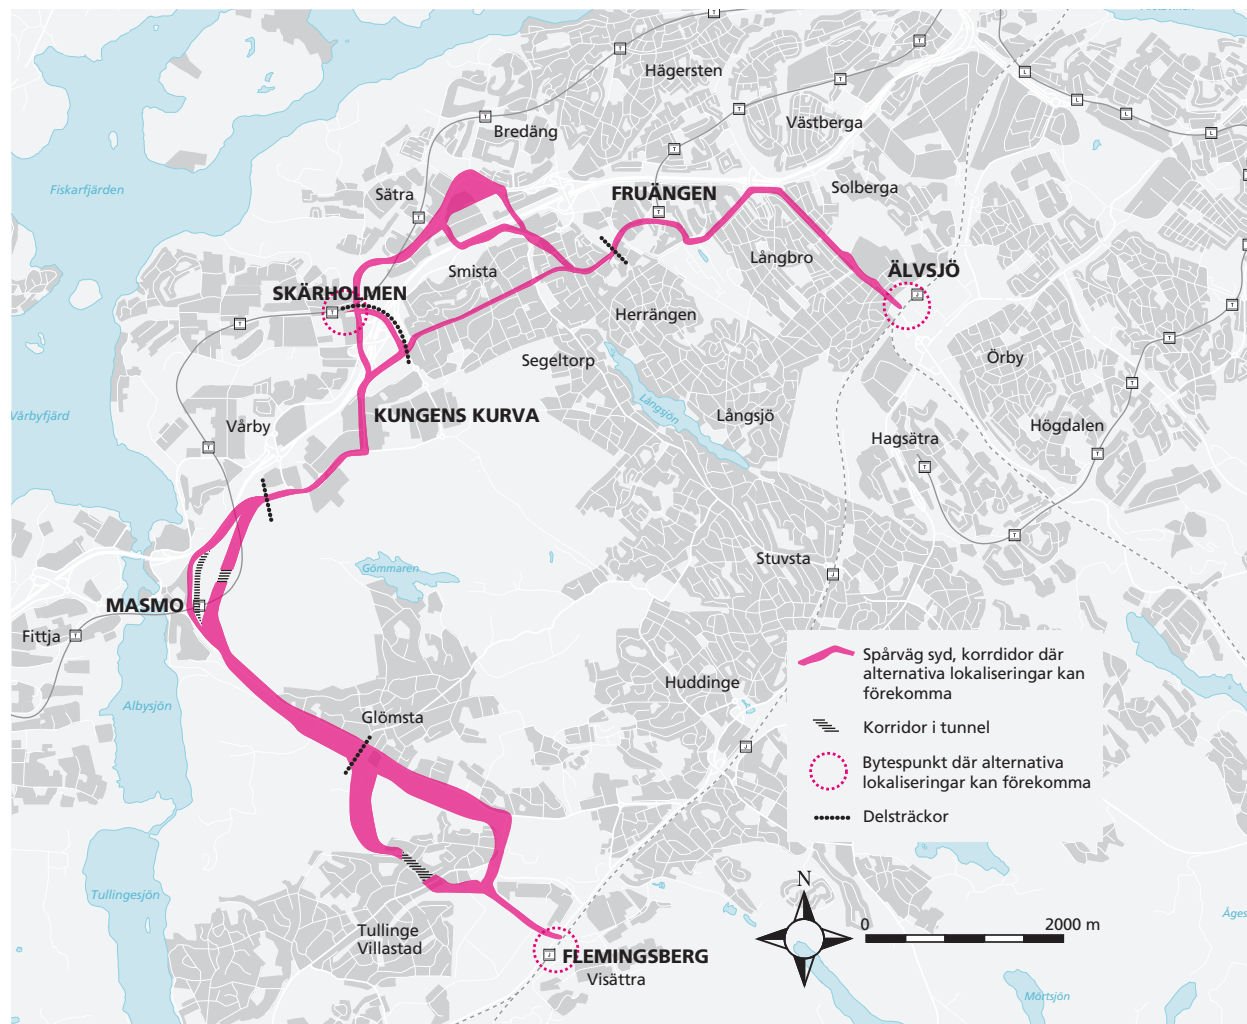 Hägersten
Västberga
Bredäng
Fiskarfjärden
Sätra
FRUÄNGEN
Solberga
Långbro
ÄLVSJÖ
Smista
SKÄRHOLMEN
Herrängen
Segeltorp
Örby
Långsjön
Långsjö
KUNGENS KURVA
Vårbyfjärd
Vårby
Hagsätra
Högdalen
Stuvsta
Gömmaren
MASMO
Fittja
Huddinge
Albysjön
Glömsta
Spårväg syd, korrdidor där
alternativa lokaliseringar kan
förekomma
Korridor i tunnel
Bytespunkt där alternativa
lokaliseringar kan förekomma
Delsträckor
Tullingesjön
N
0
2000 m
Tullinge
Villastad
FLEMINGSBERG
Visättra
Mörtsjön
Åges